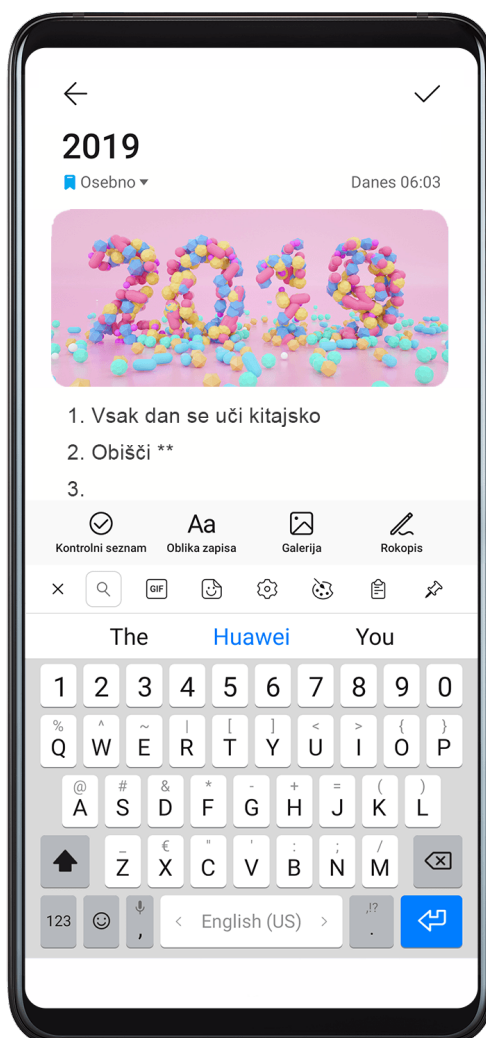 2019
Osebno Danes 06:03
2019
1. Vsak dan se uči kitajsko
2. Obišči **
3.
Kontrolni seznam Oblika zapisa Galerija Rokopis
GIF
The Huawei You
1 2 3 4 5 6 7 8 9 0
% ^ ~ | [ ] < > { }
Q W E R T Y U I O P
@ # & * - + = ( )
A S D F G H J K L
_ € " ' : ; /
Z X C V B N M
123 , < English (US) > ,!? .